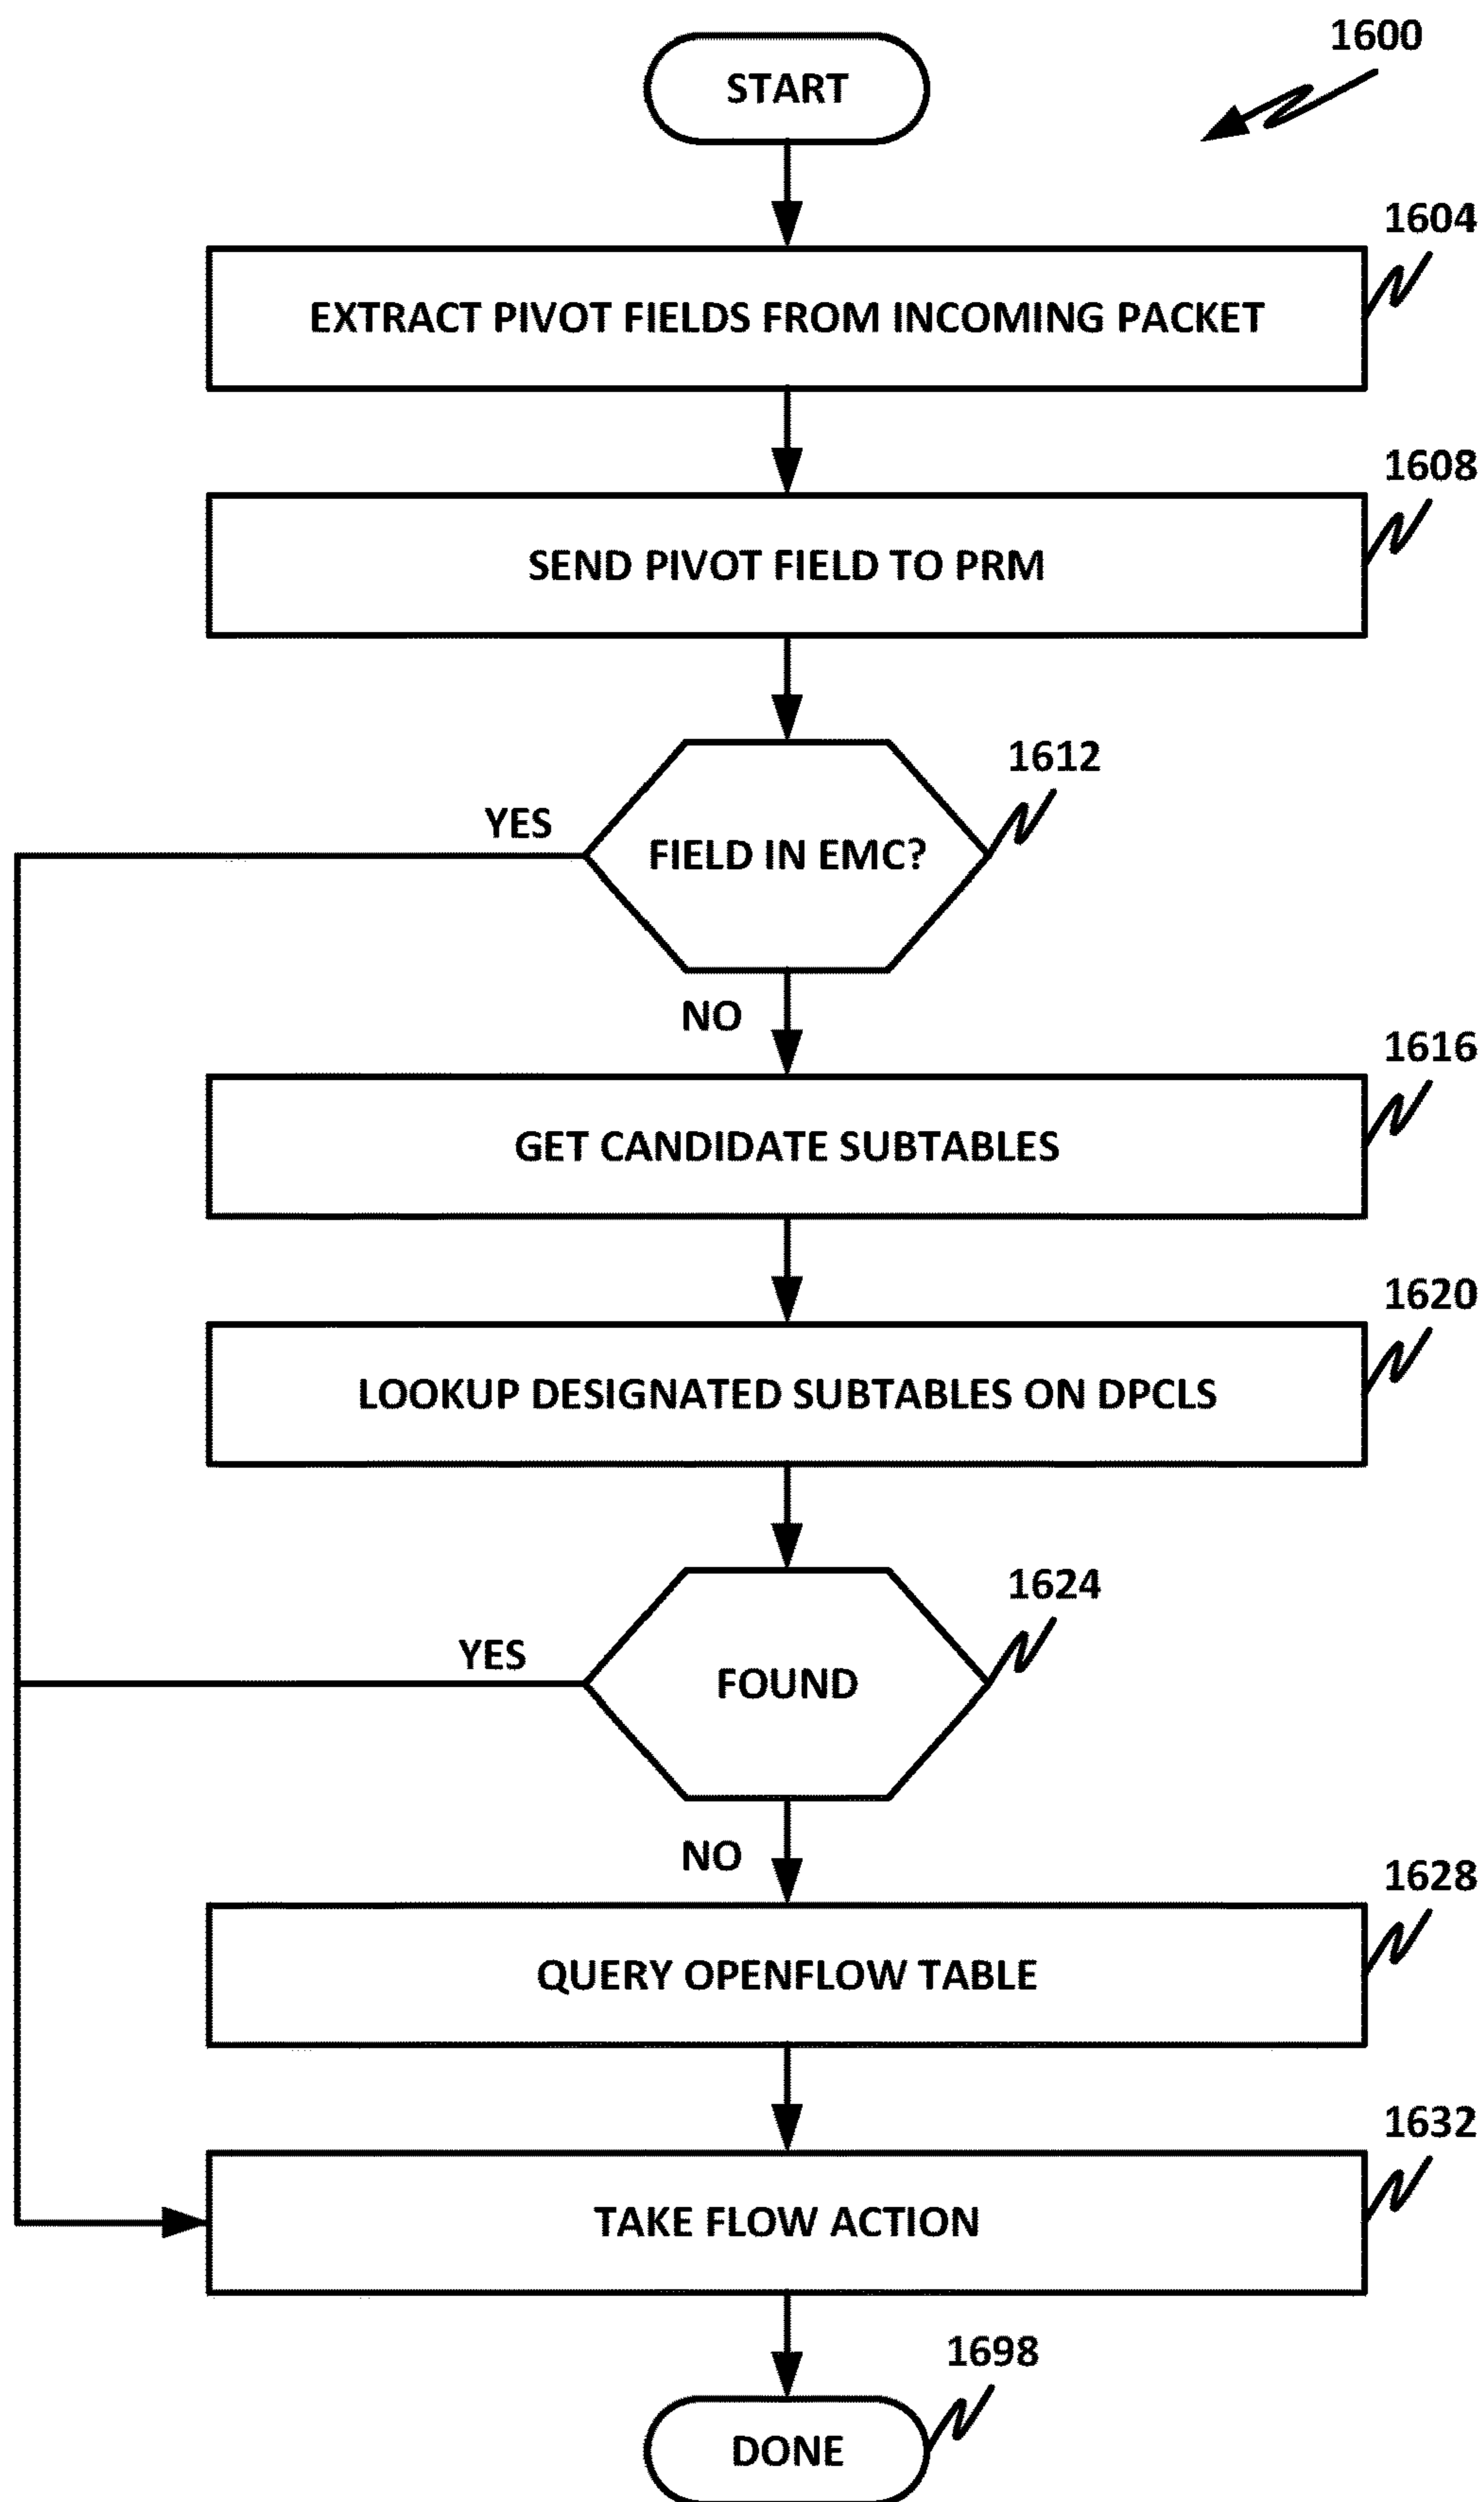 1600
START
1604
EXTRACT PIVOT FIELDS FROM INCOMING PACKET
1608
SEND PIVOT FIELD TO PRM
1612
YES
FIELD IN EMC?
NO
1616
GET CANDIDATE SUBTABLES
1620
LOOKUP DESIGNATED SUBTABLES ON DPCLS
1624
YES
FOUND
NO
1628
QUERY OPENFLOW TABLE
1632
TAKE FLOW ACTION
1698
DONE